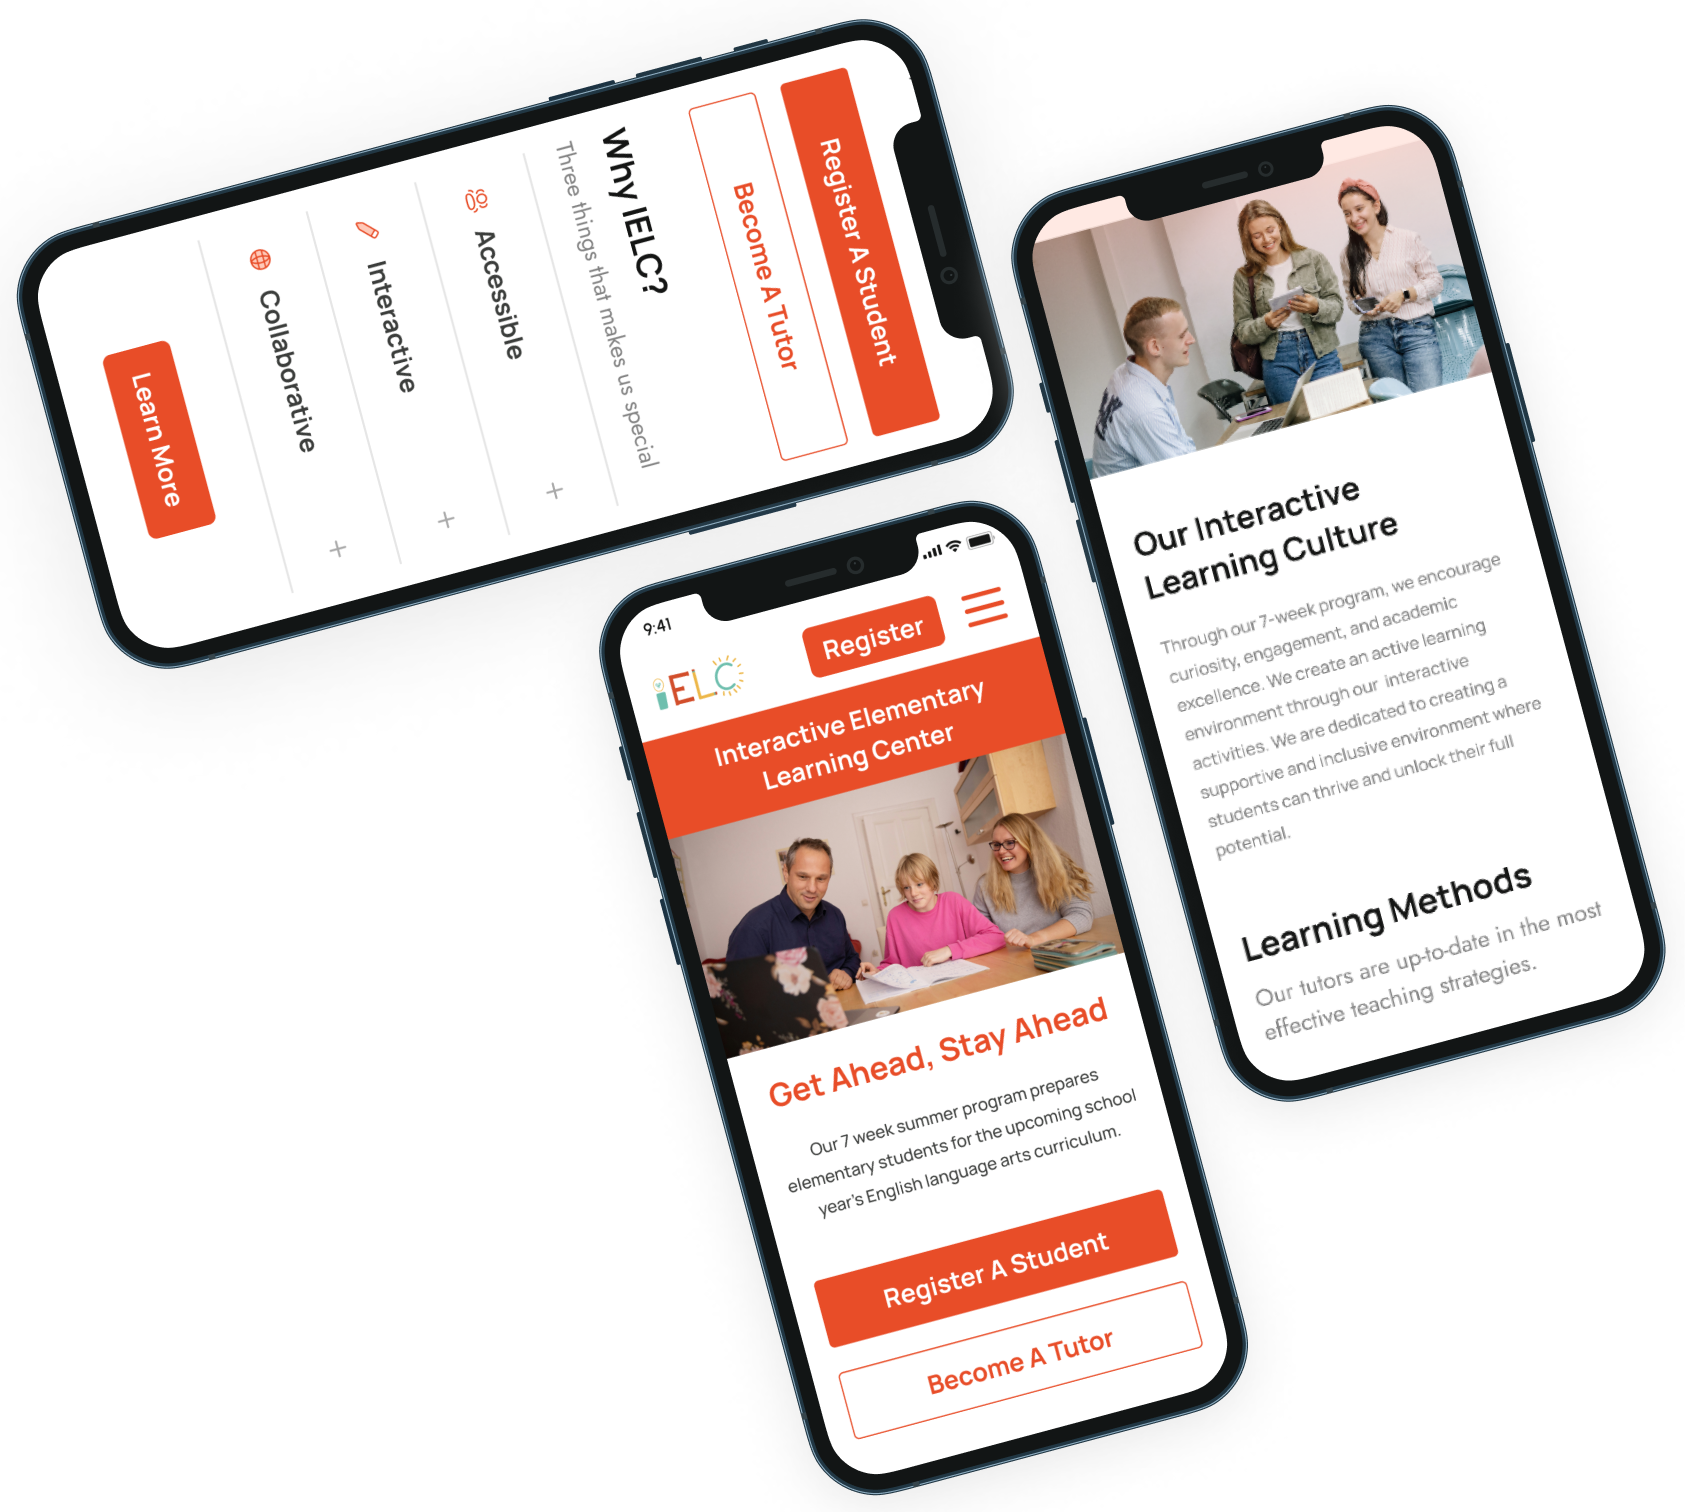 Register A Student
Become A Tutor
Why IELC?
Three things that makes us special
Accessible
+
Interactive
+
Collaborative
+
Learn More
9:41
iELC
Register
Interactive Elementary
Learning Center
Get Ahead, Stay Ahead
Our 7 week summer program prepares
elementary students for the upcoming school
year's English language arts curriculum.
Register A Student
Become A Tutor
Our Interactive
Learning Culture
Through our 7-week program, we encourage
curiosity, engagement, and academic
excellence. We create an active learning
environment through our interactive
activities. We are dedicated to creating a
supportive and inclusive environment where
students can thrive and unlock their full
potential.
Learning Methods
Our tutors are up-to-date in the most
effective teaching strategies.